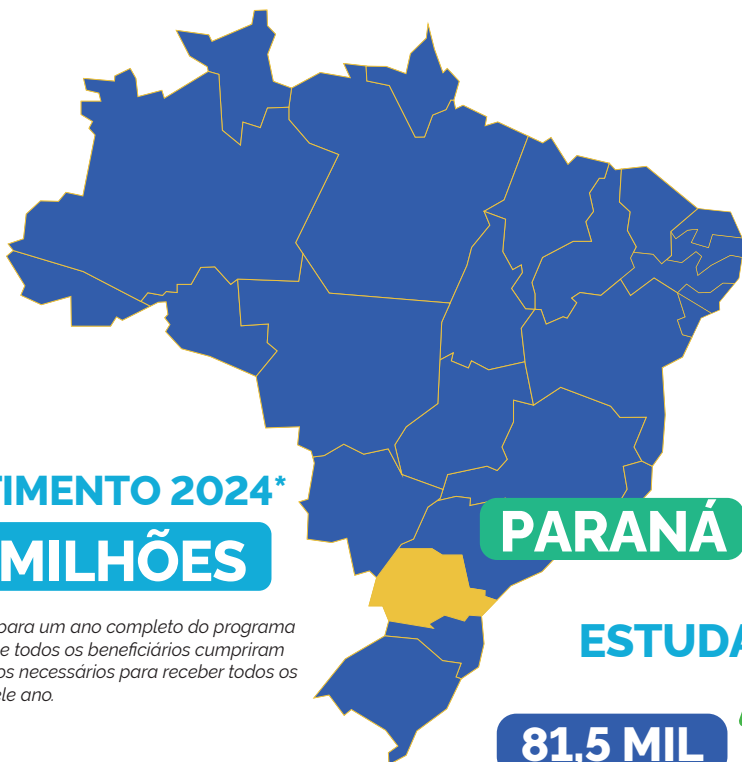 TIMENTO 2024*
MILHÕES
para um ano completo do programa
e todos os beneficiários cumpriram
os necessários para receber todos os
ele ano.
PARANÁ
ESTUDA
81,5 MIL